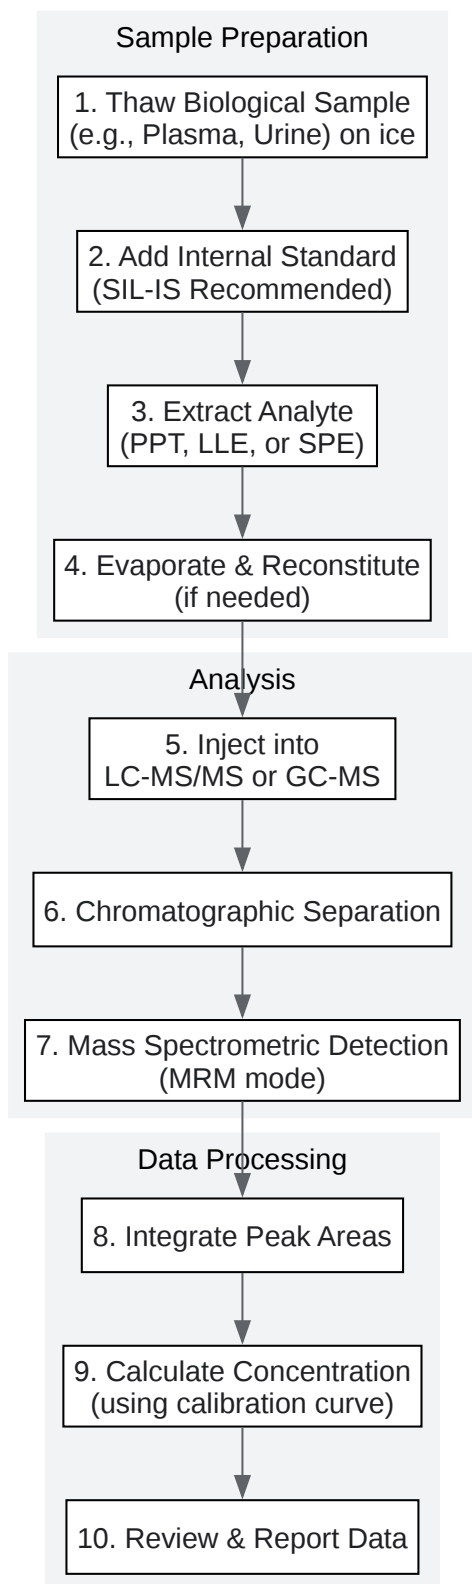 Sample Preparation
1. Thaw Biological Sample
(e.g., Plasma, Urine) on ice
2. Add Internal Standard
(SIL-IS Recommended)
3. Extract Analyte
(PPT, LLE, or SPE)
4. Evaporate & Reconstitute
(if needed)
Analysis
5. Inject into
LC-MS/MS or GC-MS
6. Chromatographic Separation
7. Mass Spectrometric Detection
(MRM mode)
Data Processing
8. Integrate Peak Areas
9. Calculate Concentration
(using calibration curve)
10. Review & Report Data